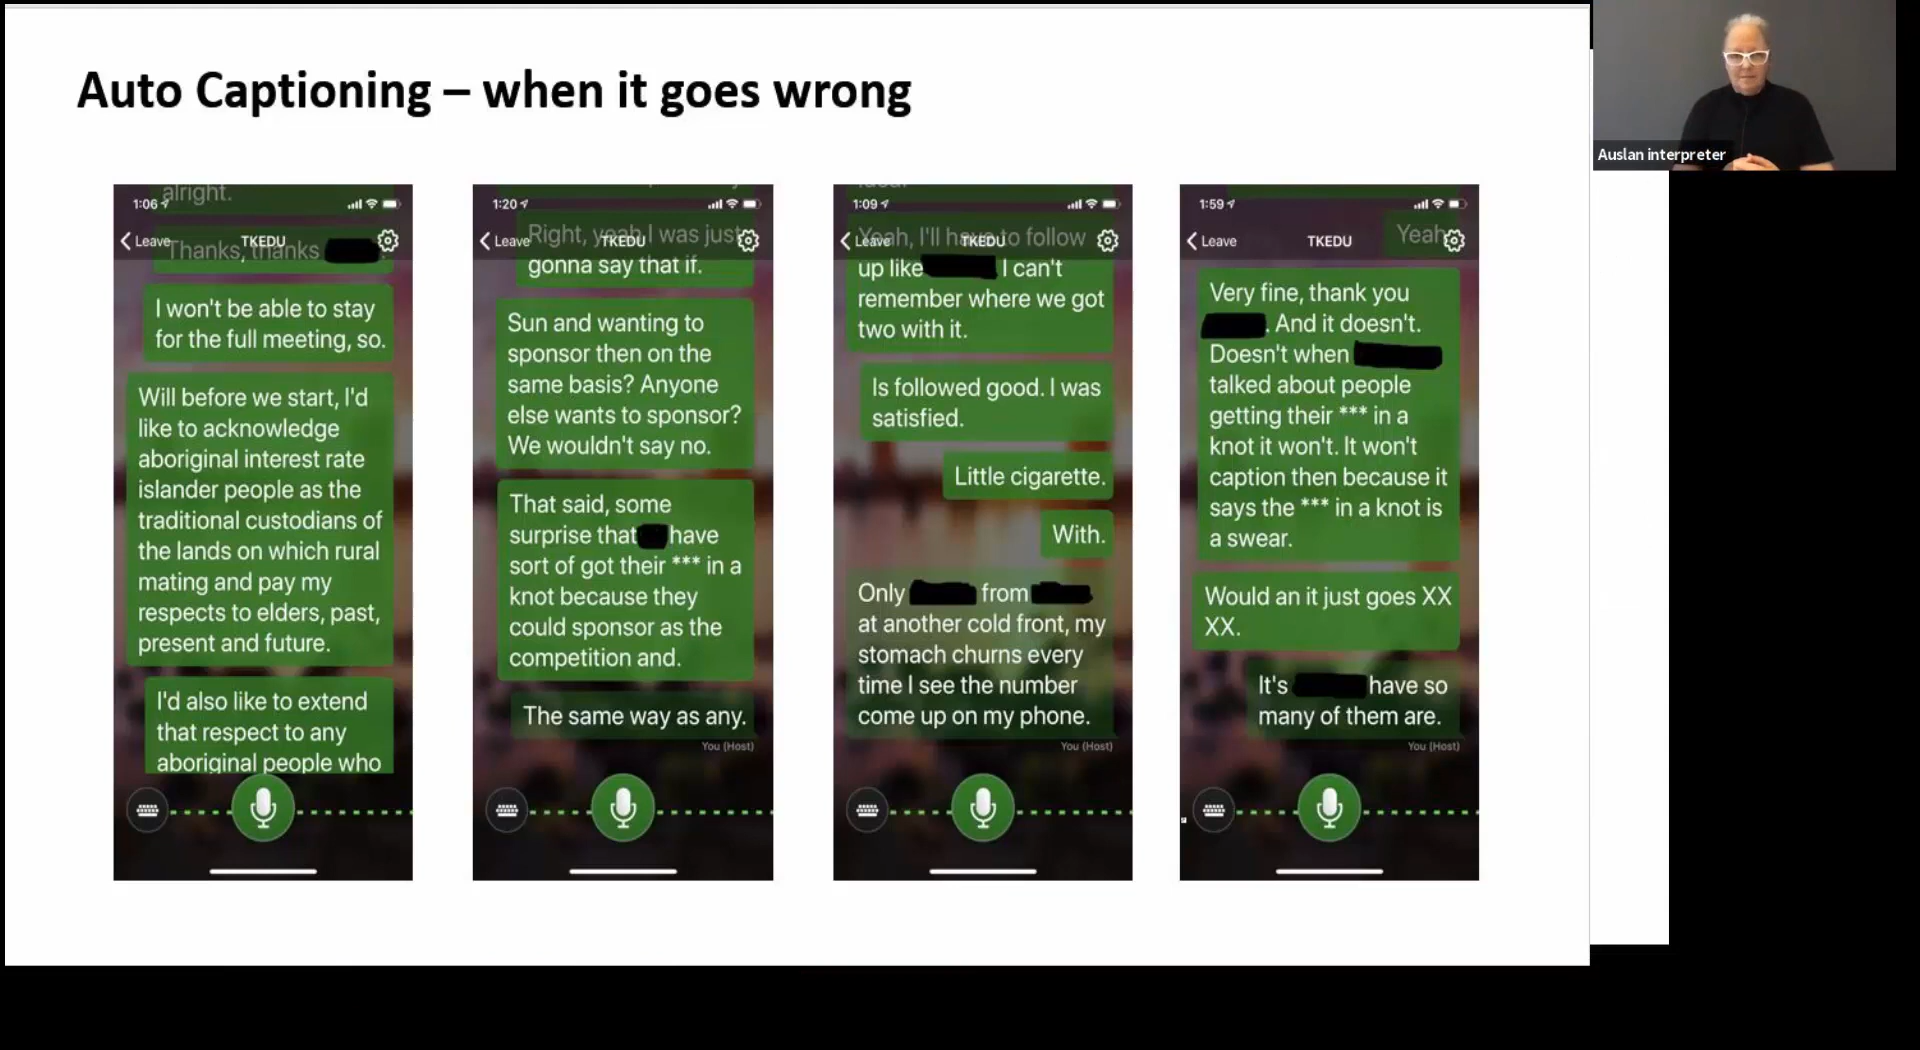 Auto Captioning – when it goes wrong
Auslan interpreter
1:06
alright.
Leave
TKEDU
Thanks, thanks
I won't be able to stay
for the full meeting, so.
Will before we start, I'd
like to acknowledge
aboriginal interest rate
islander people as the
traditional custodians of
the lands on which rural
mating and pay my
respects to elders, past,
present and future.
I'd also like to extend
that respect to any
aboriginal people who
1:20
Leave
TKEDU
Right, yeah I was just
gonna say that if.
Sun and wanting to
sponsor then on the
same basis? Anyone
else wants to sponsor?
We wouldn't say no.
That said, some
surprise that have
sort of got their *** in a
knot because they
could sponsor as the
competition and.
The same way as any.
You (Host)
1:09
Leave
TKEDU
Yeah, I'll have to follow
up like I can't
remember where we got
two with it.
Is followed good. I was
satisfied.
Little cigarette.
With.
Only from
at another cold front, my
stomach churns every
time I see the number
come up on my phone.
You (Host)
1:59
Leave
TKEDU
Yeah
Very fine, thank you
. And it doesn't.
Doesn't when
talked about people
getting their *** in a
knot it won't. It won't
caption then because it
says the *** in a knot is
a swear.
Would an it just goes XX
XX.
It's have so
many of them are.
You (Host)